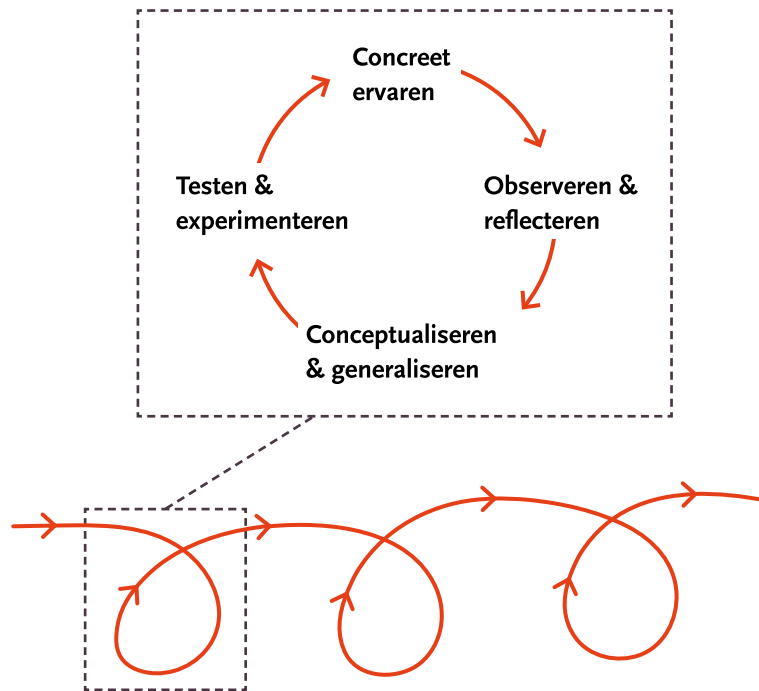 Concreet
ervaren
Observeren &
reflecteren
Conceptualiseren
& generaliseren
Testen &
experimenteren